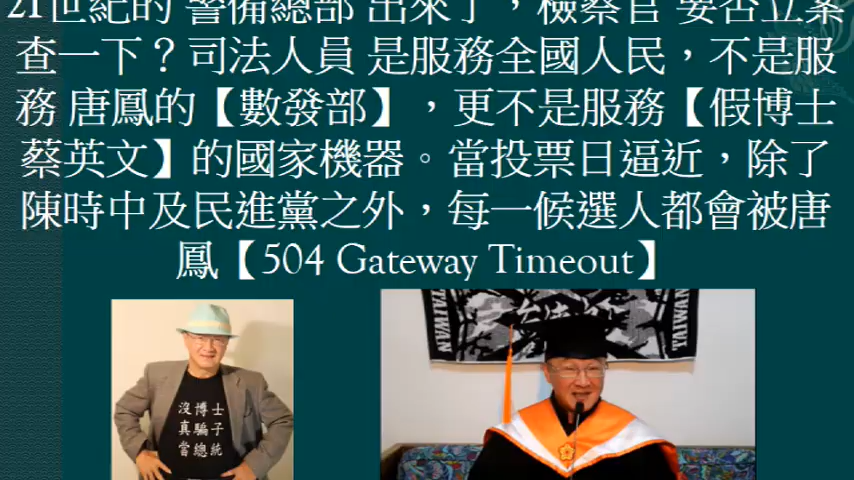 21世紀的 警備總部 出來了，檢察官 要否立案
查一下？司法人員 是服務全國人民，不是服
務 唐鳳的【數發部】，更不是服務【假博士
蔡英文】的國家機器。當投票日逼近，除了
陳時中及民進黨之外，每一候選人都會被唐
鳳【504 Gateway Timeout】
TAIWAN
TAIWAN
沒博士
真騙子
當總統